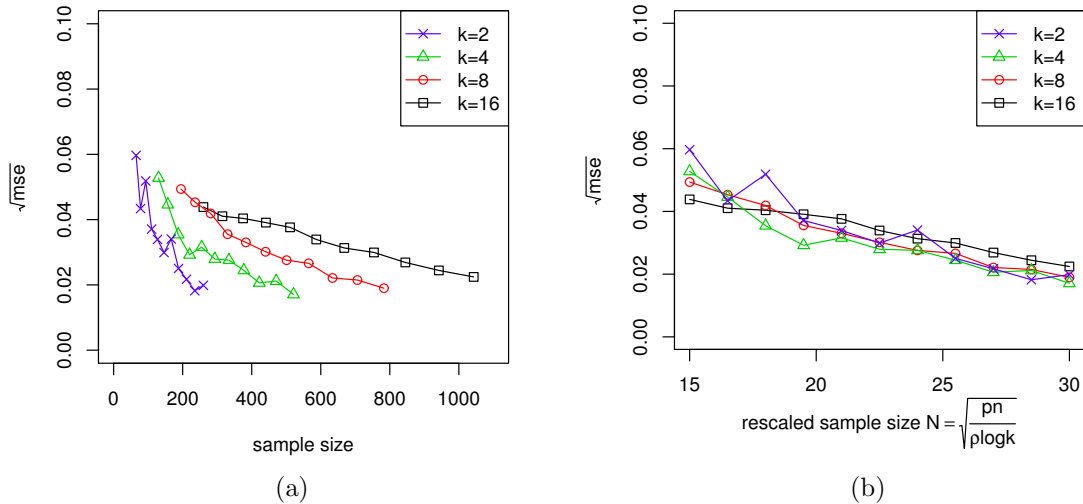 0.10
0.08
0.06
0.04
0.02
0.00
√mse
k=2
k=4
k=8
k=16
0 200 400 600 800 1000
sample size
(a)
0.10
0.08
0.06
0.04
0.02
0.00
√mse
k=2
k=4
k=8
k=16
15 20 25 30
rescaled sample size N = √(pn / ρlogk)
(b)